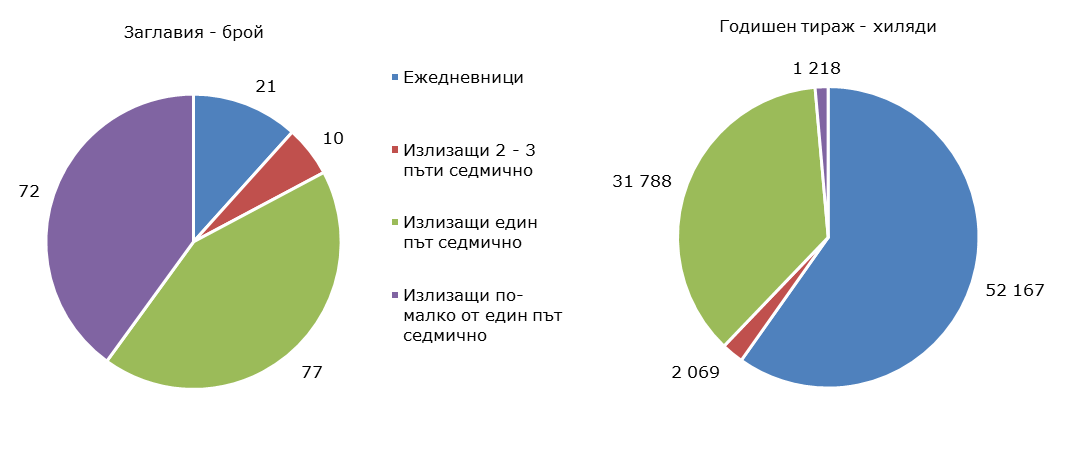 Заглавия - брой
21
10
77
72
Ежедневници
Излизащи 2 - 3
пъти седмично
Излизащи един
път седмично
Излизащи по-
малко от един път
седмично
Годишен тираж - хиляди
1 218
31 788
52 167
2 069